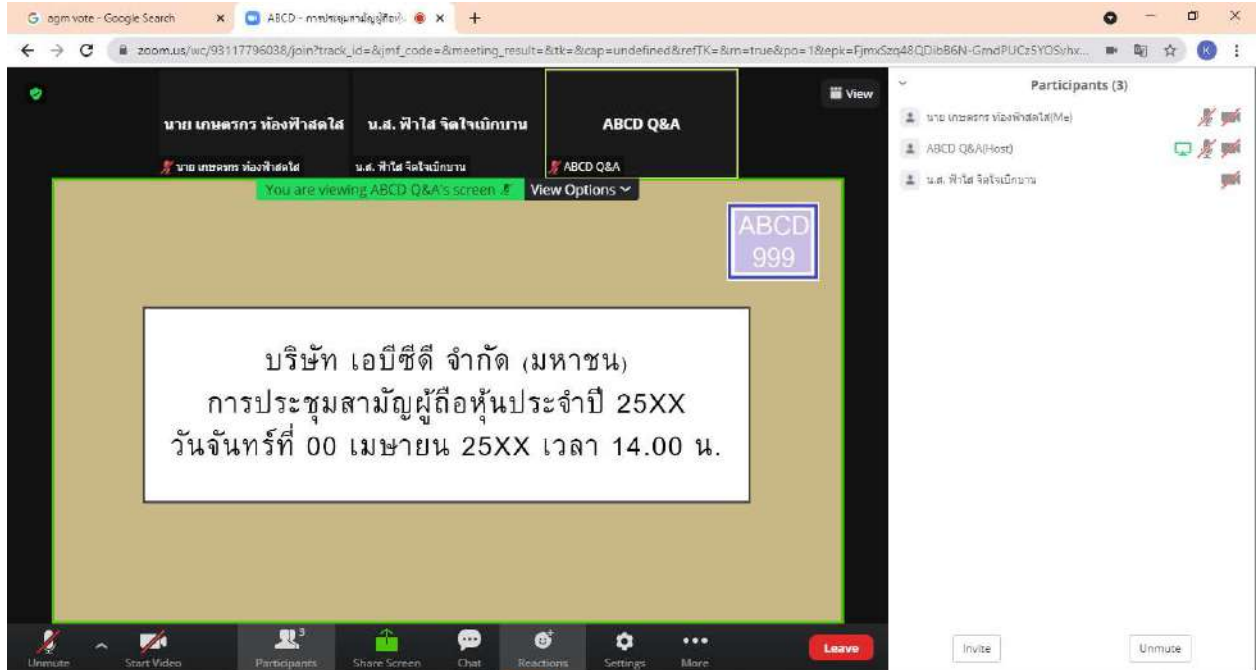 agm vote - Google Search
ABCD - การประชุมสามัญผู้ถือหุ้
zoom.us/wc/93117796038/join?track_id=&jmf_code=&meeting_result=&tk=&cap=undefined&refTK=&rn=true&po=1&epk=
K
View
นาย เกษตรกร ท้องฟ้าสดใส
น.ส. ฟ้าใส จิตใจเบิกบาน
ABCD Q&A
นาย เกษตรกร ท้องฟ้าสดใส
น.ส. ฟ้าใส จิตใจเบิกบาน
ABCD Q&A
You are viewing ABCD Q&A's screen
View Options
ABCD
999
บริษัท เอบีซีดี จำกัด (มหาชน)
การประชุมสามัญผู้ถือหุ้นประจำปี 25XX
วันจันทร์ที่ 00 เมษายน 25XX เวลา 14.00 น.
Unmute
Start Video
3
Participants
Share Screen
Chat
Reactions
Settings
More
Leave
Participants (3)
นาย เกษตรกร ท้องฟ้าสดใส(Me)
ABCD Q&A(Host)
น.ส. ฟ้าใส จิตใจเบิกบาน
Invite
Unmute